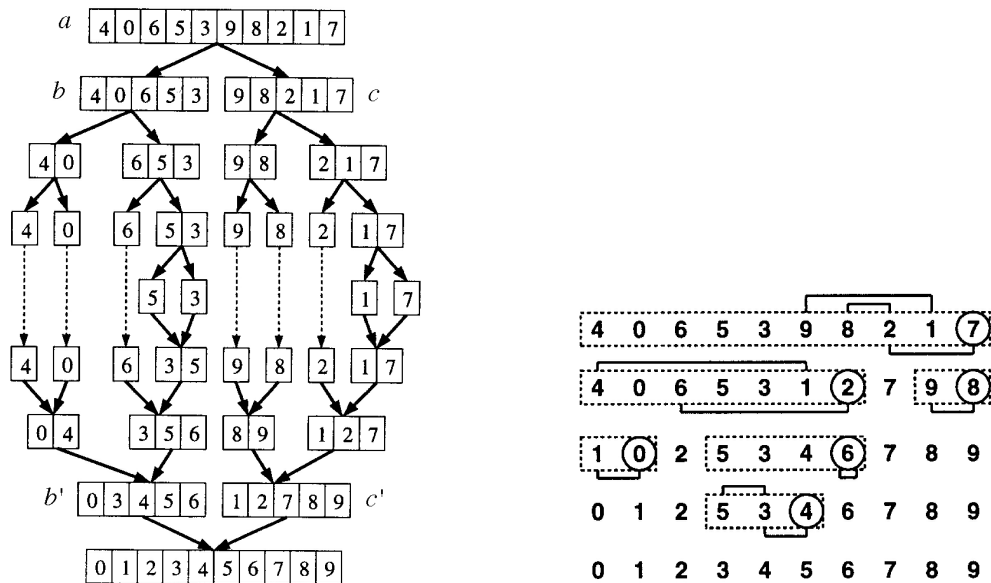 a 4 0 6 5 3 9 8 2 1 7
b 4 0 6 5 3 9 8 2 1 7 c
4 0 6 5 3 9 8 2 1 7
4 0 6 5 3 9 8 2 1 7
5 3 1 7
4 0 6 3 5 9 8 2 1 7
0 4 3 5 6 8 9 1 2 7
b' 0 3 4 5 6 1 2 7 8 9 c'
0 1 2 3 4 5 6 7 8 9
4 0 6 5 3 9 8 2 1 7
4 0 6 5 3 1 2 7 9 8
1 0 2 5 3 4 6 7 8 9
0 1 2 5 3 4 6 7 8 9
0 1 2 3 4 5 6 7 8 9